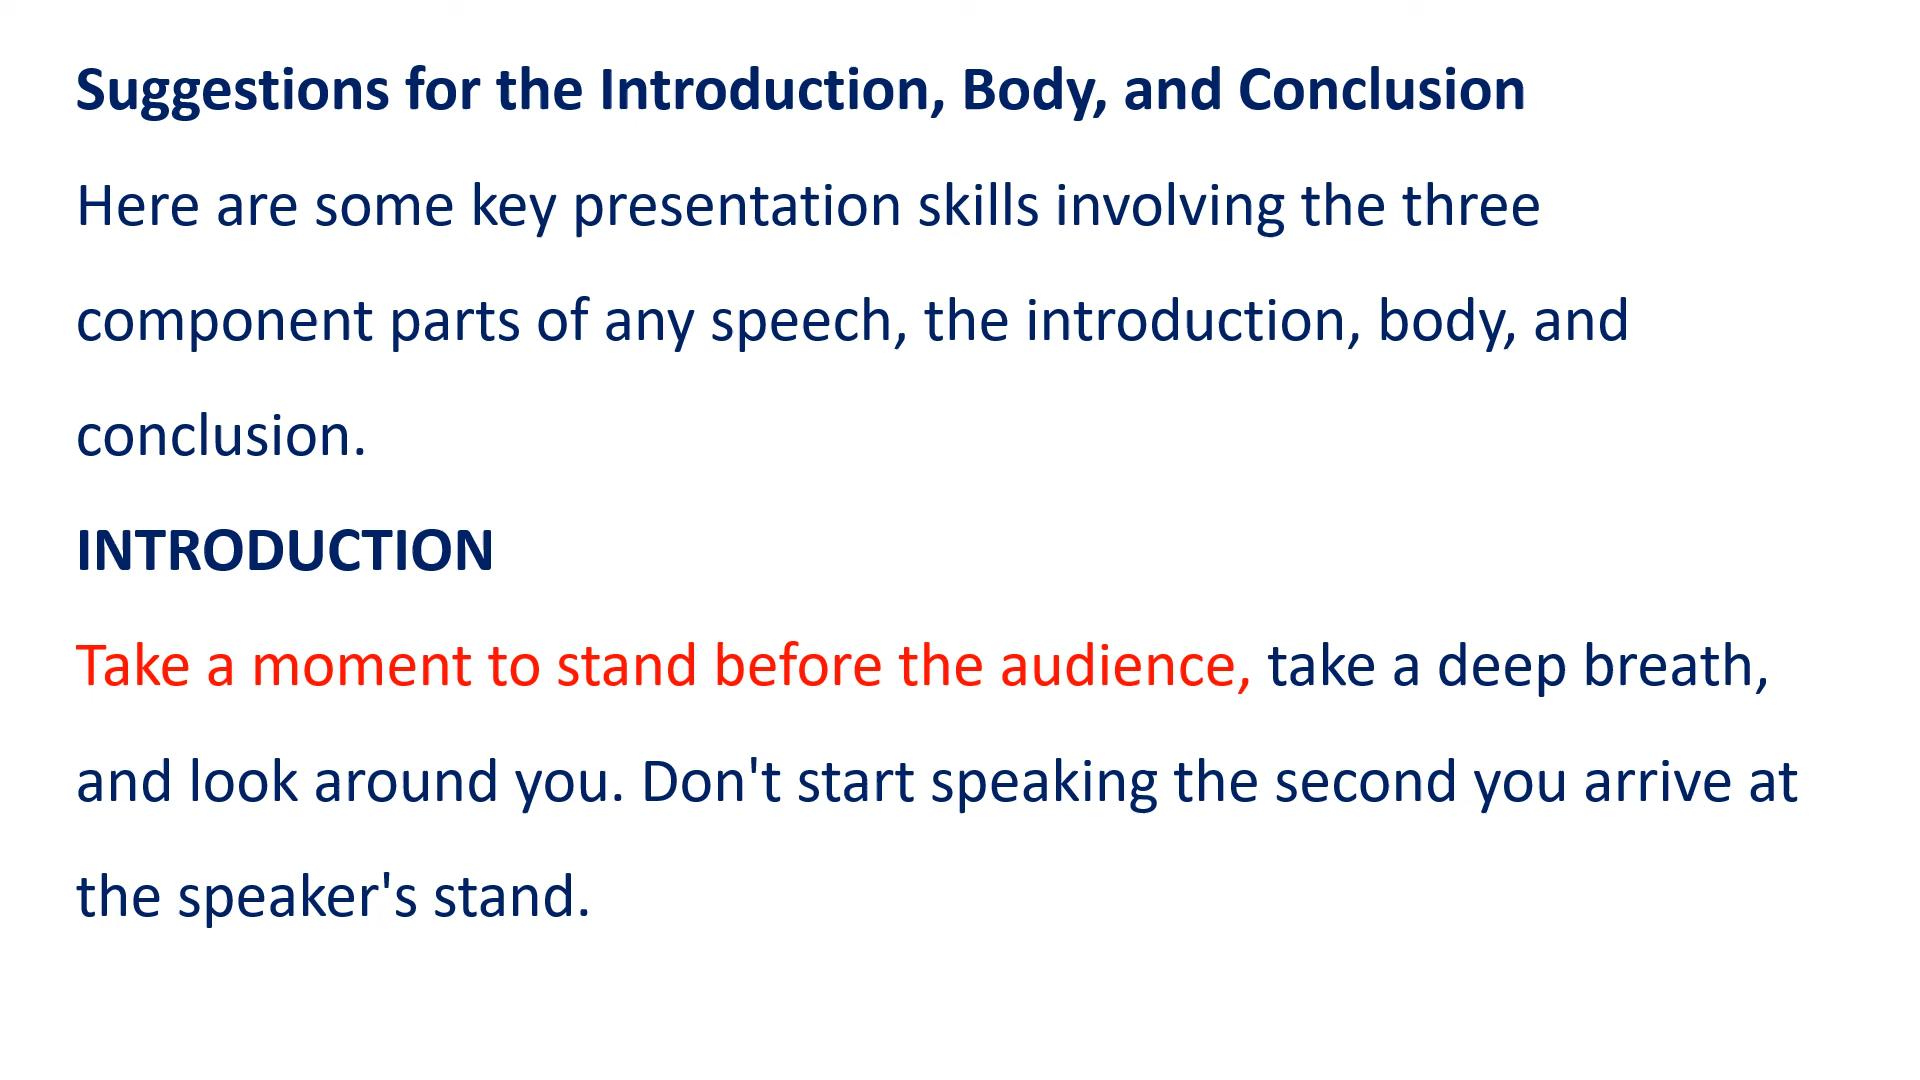 Suggestions for the Introduction, Body, and Conclusion
Here are some key presentation skills involving the three
component parts of any speech, the introduction, body, and
conclusion.
INTRODUCTION
Take a moment to stand before the audience, take a deep breath,
and look around you. Don't start speaking the second you arrive at
the speaker's stand.